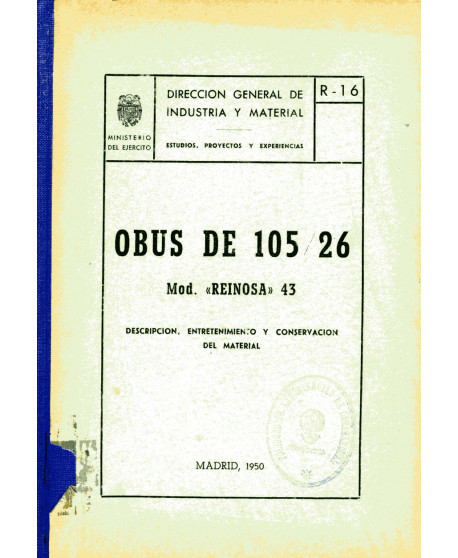 MINISTERIO
DEL EJERCITO
DIRECCION GENERAL DE
INDUSTRIA Y MATERIAL
ESTUDIOS, PROYECTOS Y EXPERIENCIAS
R-16
OBUS DE 105/26
Mod. «REINOSA» 43
DESCRIPCION, ENTRETENIMIENTO Y CONSERVACION
DEL MATERIAL
MADRID, 1950